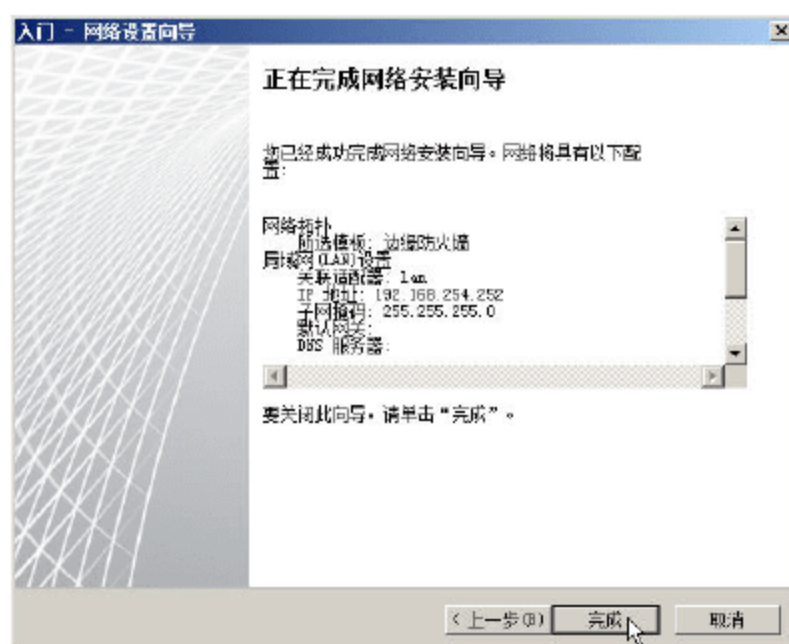 入门 - 网络设置向导
正在完成网络安装向导
您已经成功完成网络安装向导。网络将具有以下配
置:
网络拓扑
所选模板: 边缘防火墙
局域网(LAN)设置
关联适配器: lan
IP 地址: 192.168.254.252
子网掩码: 255.255.255.0
默认网关:
DNS 服务器:
要关闭此向导，请单击“完成”。
< 上一步(B)
完成
取消